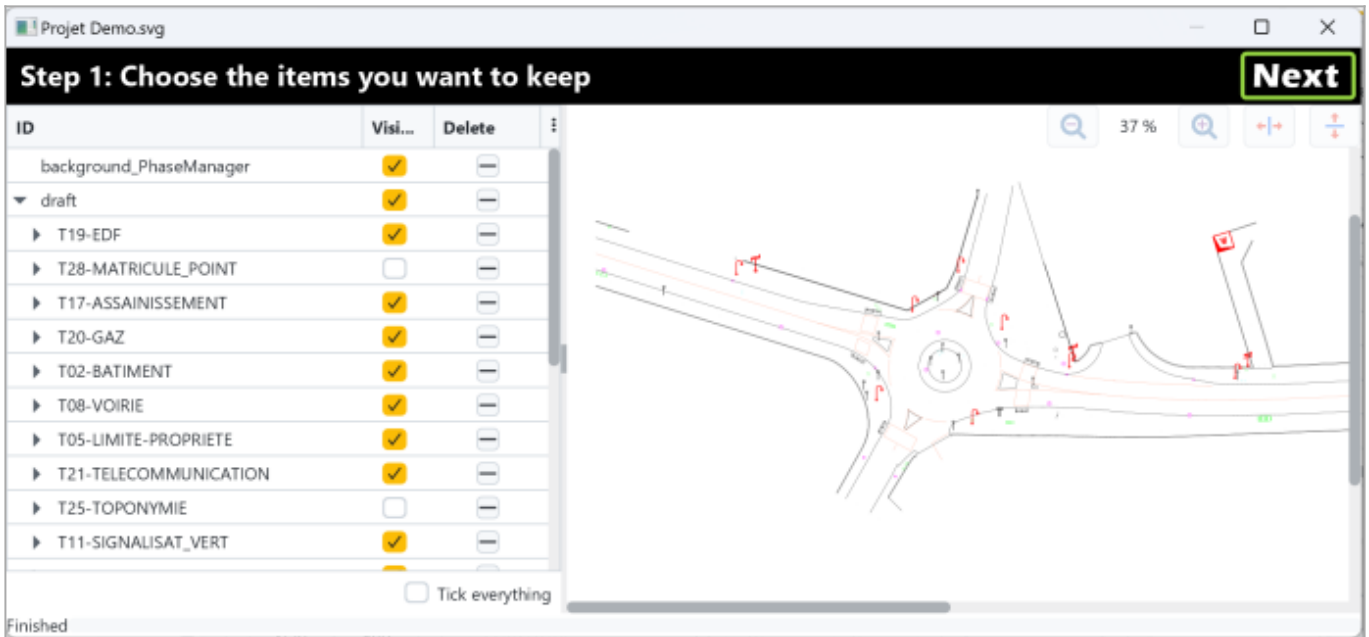 Projet Demo.svg
Step 1: Choose the items you want to keep
Next
ID Visi... Delete
37 %
background_PhaseManager
draft
T19-EDF
T28-MATRICULE_POINT
T17-ASSAINISSEMENT
T20-GAZ
T02-BATIMENT
T08-VOIRIE
T05-LIMITE-PROPRIETE
T21-TELECOMMUNICATION
T25-TOPONYMIE
T11-SIGNALISAT_VERT
Tick everything
Finished